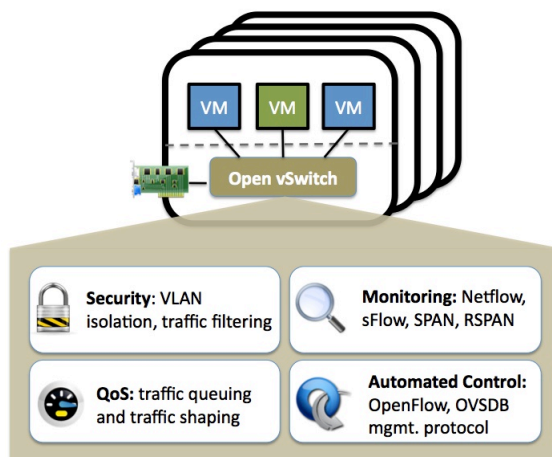 VM
VM
VM
Open vSwitch
Security: VLAN
isolation, traffic filtering
Monitoring: Netflow,
sFlow, SPAN, RSPAN
QoS: traffic queuing
and traffic shaping
Automated Control:
OpenFlow, OVSDB
mgmt. protocol